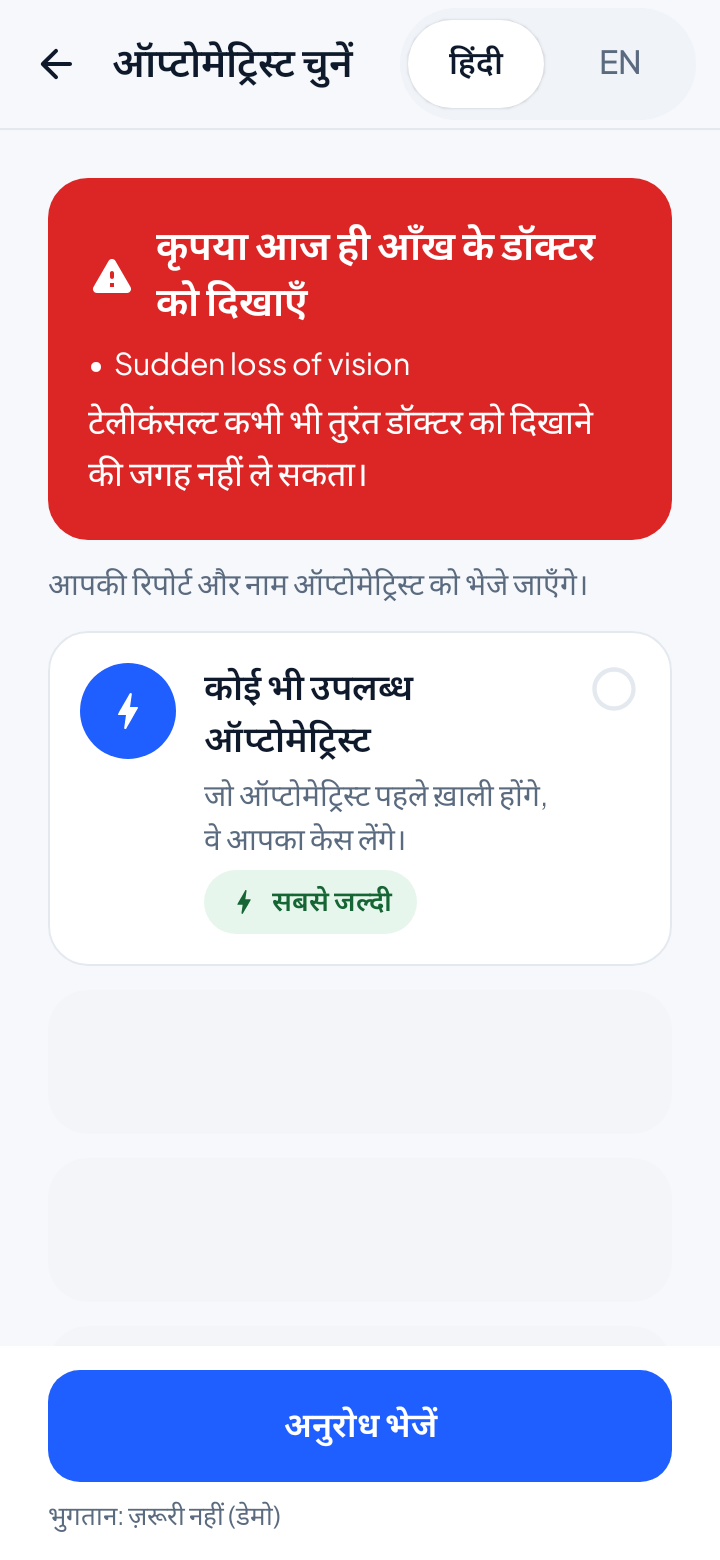 ऑप्टोमेट्रिस्ट चुनें
हिंदी
EN
कृपया आज ही आँख के डॉक्टर
को दिखाएँ
• Sudden loss of vision
टेलीकंसल्ट कभी भी तुरंत डॉक्टर को दिखाने
की जगह नहीं ले सकता।
आपकी रिपोर्ट और नाम ऑप्टोमेट्रिस्ट को भेजे जाएँगे।
कोई भी उपलब्ध
ऑप्टोमेट्रिस्ट
जो ऑप्टोमेट्रिस्ट पहले ख़ाली होंगे,
वे आपका केस लेंगे।
सबसे जल्दी
अनुरोध भेजें
भुगतान: ज़रूरी नहीं (डेमो)